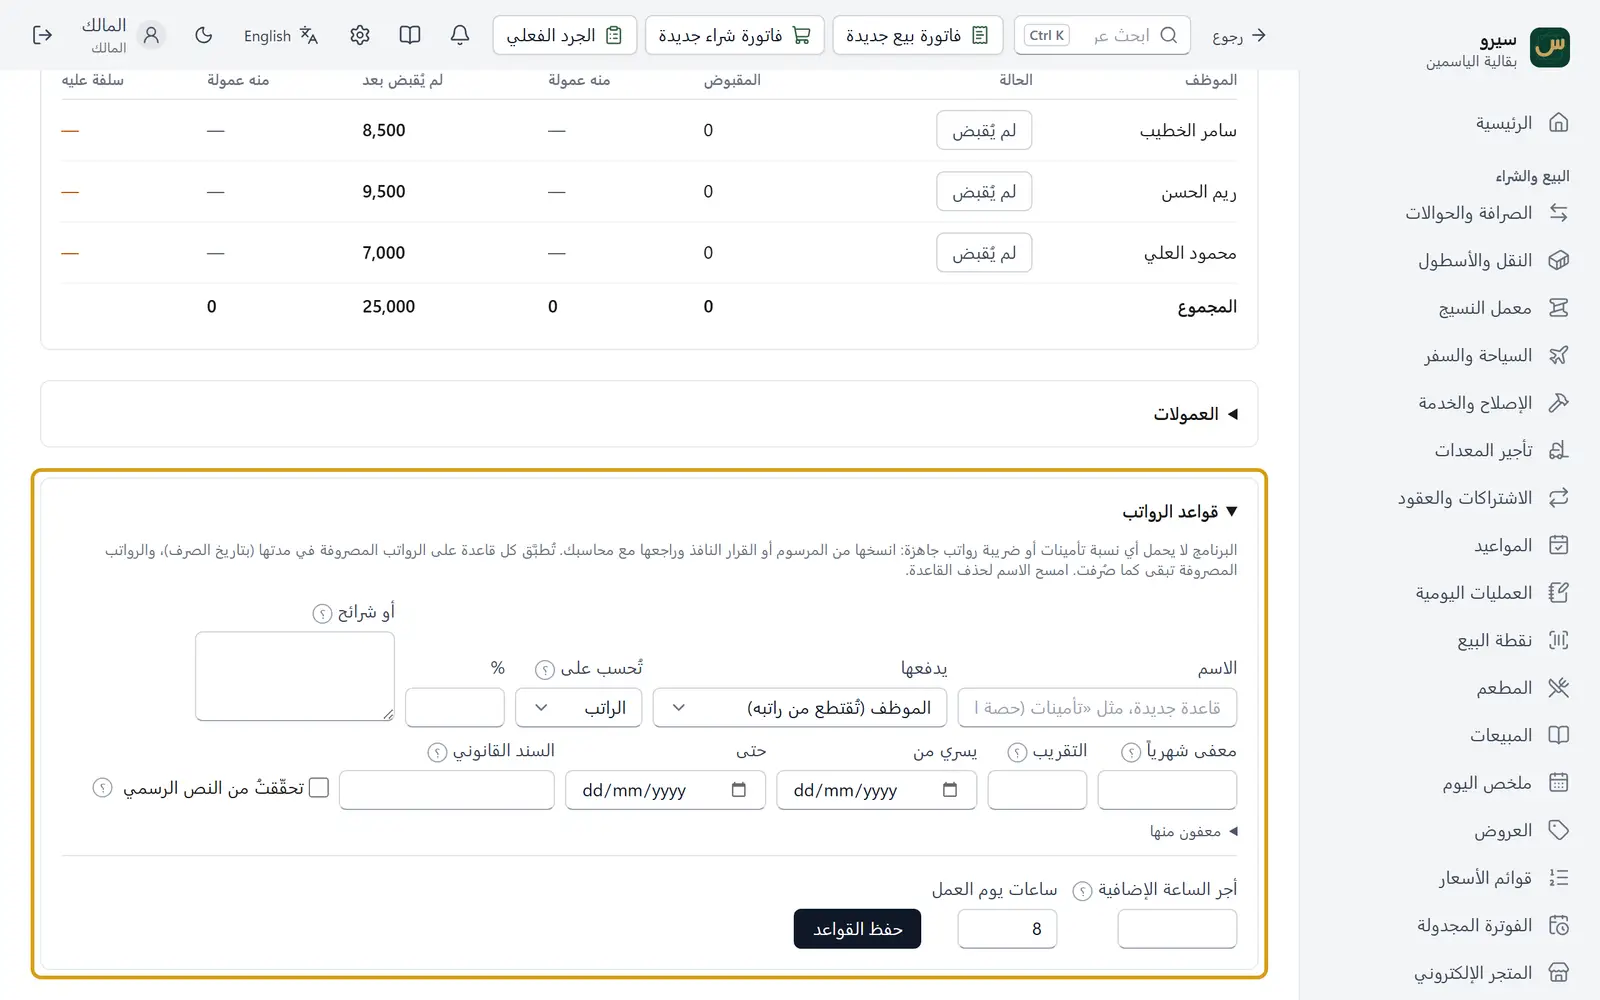 سيرو
بقالية الياسمين
رجوع
ابحث عن
Ctrl K
فاتورة بيع جديدة
فاتورة شراء جديدة
الجرد الفعلي
English
المالك
المالك
الرئيسية
البيع والشراء
الصرافة والحوالات
النقل والأسطول
معمل النسيج
السياحة والسفر
الإصلاح والخدمة
تأجير المعدات
الاشتراكات والعقود
المواعيد
العمليات اليومية
نقطة البيع
المطعم
المبيعات
ملخص اليوم
العروض
قوائم الأسعار
الفوترة المجدولة
المتجر الإلكتروني
الموظف الحالة المقبوض منه عمولة لم يُقبض بعد منه عمولة سلفة عليه
سامر الخطيب لم يُقبض 0 — 8,500 — —
ريم الحسن لم يُقبض 0 — 9,500 — —
محمود العلي لم يُقبض 0 — 7,000 — —
المجموع 0 0 25,000 0
العمولات
قواعد الرواتب
البرنامج لا يحمل أي نسبة تأمينات أو ضريبة رواتب جاهزة: انسخها من المرسوم أو القرار النافذ وراجعها مع محاسبك. تُطبَّق كل قاعدة على الرواتب المصروفة في مدتها (بتاريخ الصرف)، والرواتب
المصروفة تبقى كما صُرفت. امسح الاسم لحذف القاعدة.
الاسم يدفعها تُحسب على ؟ % أو شرائح ؟
قاعدة جديدة، مثل «تأمينات (حصة ا الموظف (تُقتطع من راتبه) الراتب
معفى شهرياً ؟ التقريب ؟ يسري من حتى السند القانوني ؟
dd/mm/yyyy dd/mm/yyyy تحقّقتُ من النص الرسمي ؟
معفون منها
أجر الساعة الإضافية ؟ ساعات يوم العمل
8 حفظ القواعد